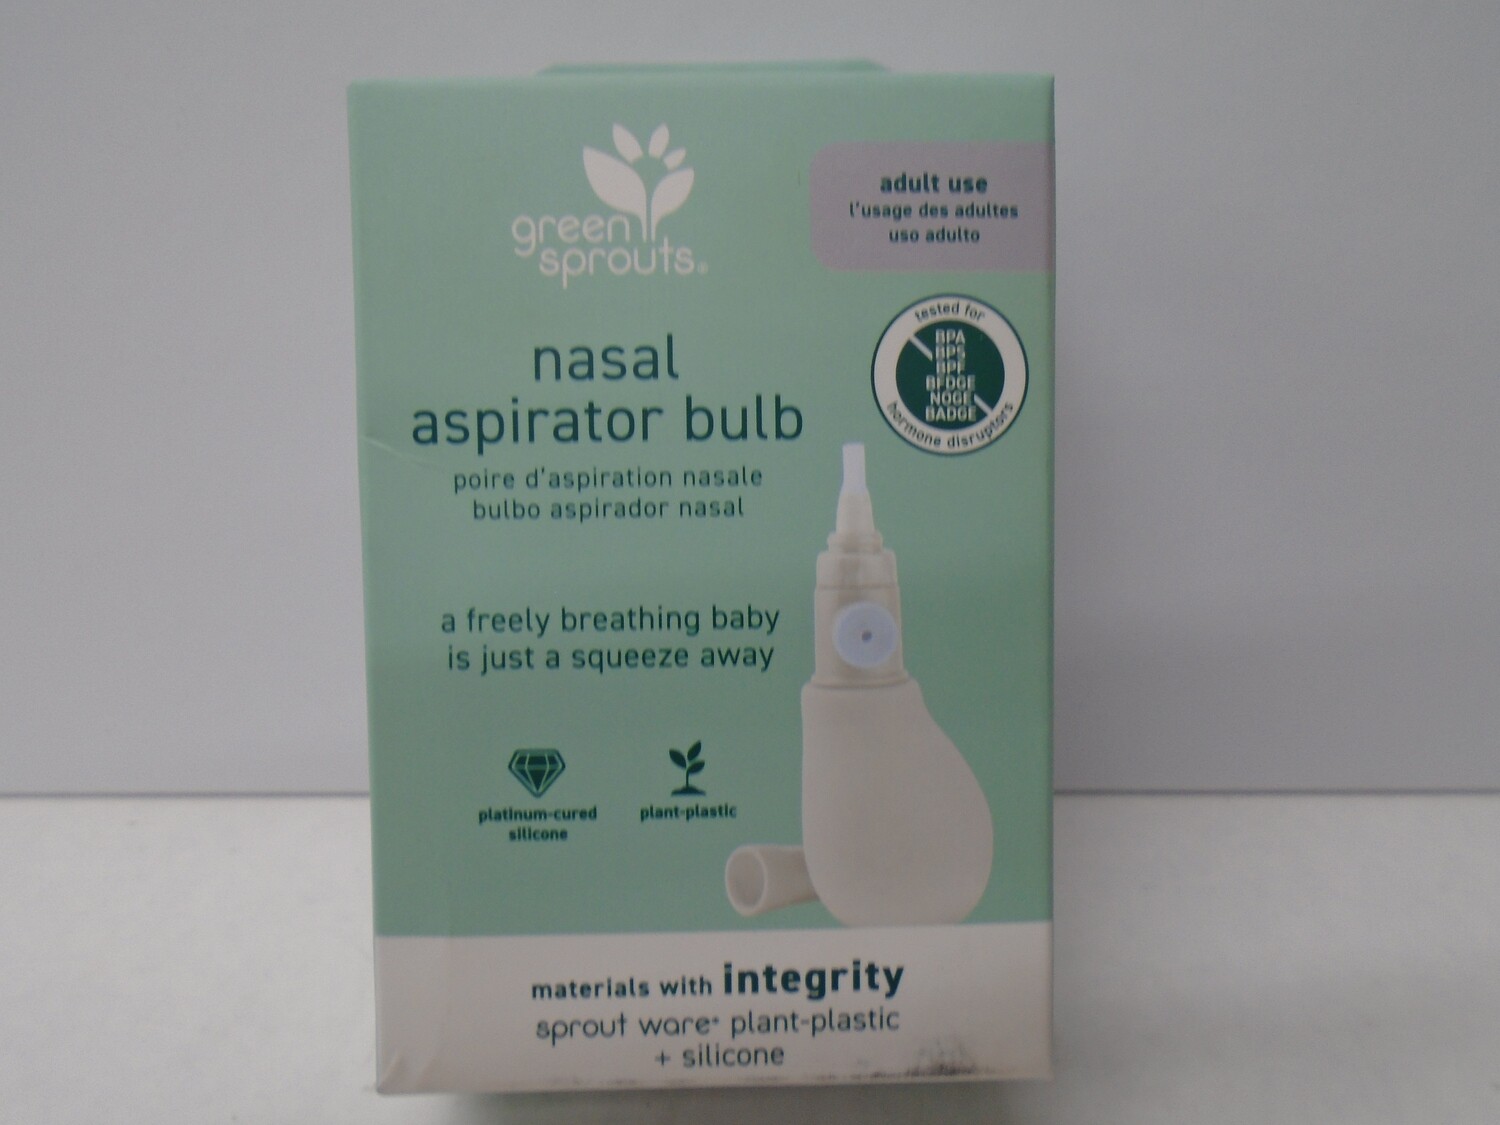 green
sprouts®
adult use
l'usage des adultes
uso adulto
tested for
BPA
BPS
BPF
BFDGE
NOGE
BADGE
hormone disruptors
nasal
aspirator bulb
poire d'aspiration nasale
bulbo aspirador nasal
a freely breathing baby
is just a squeeze away
platinum-cured
silicone
plant-plastic
materials with integrity
sprout ware® plant-plastic
+ silicone